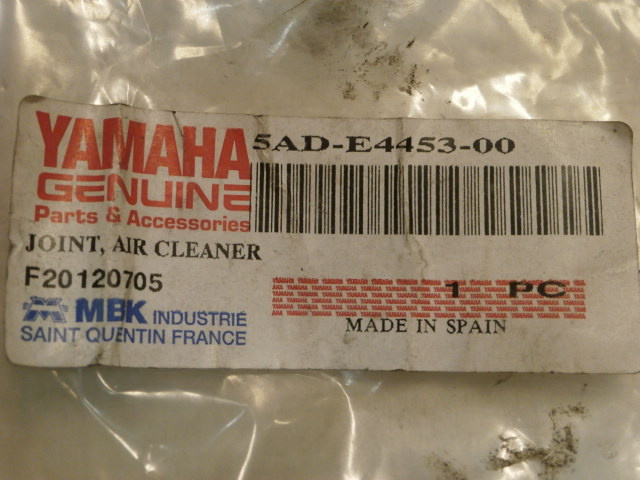 YAMAHA
GENUINE
Parts & Accessories
5AD-E4453-00
JOINT, AIR CLEANER
F20120705
1 PC
MBK INDUSTRIE
SAINT QUENTIN FRANCE
MADE IN SPAIN